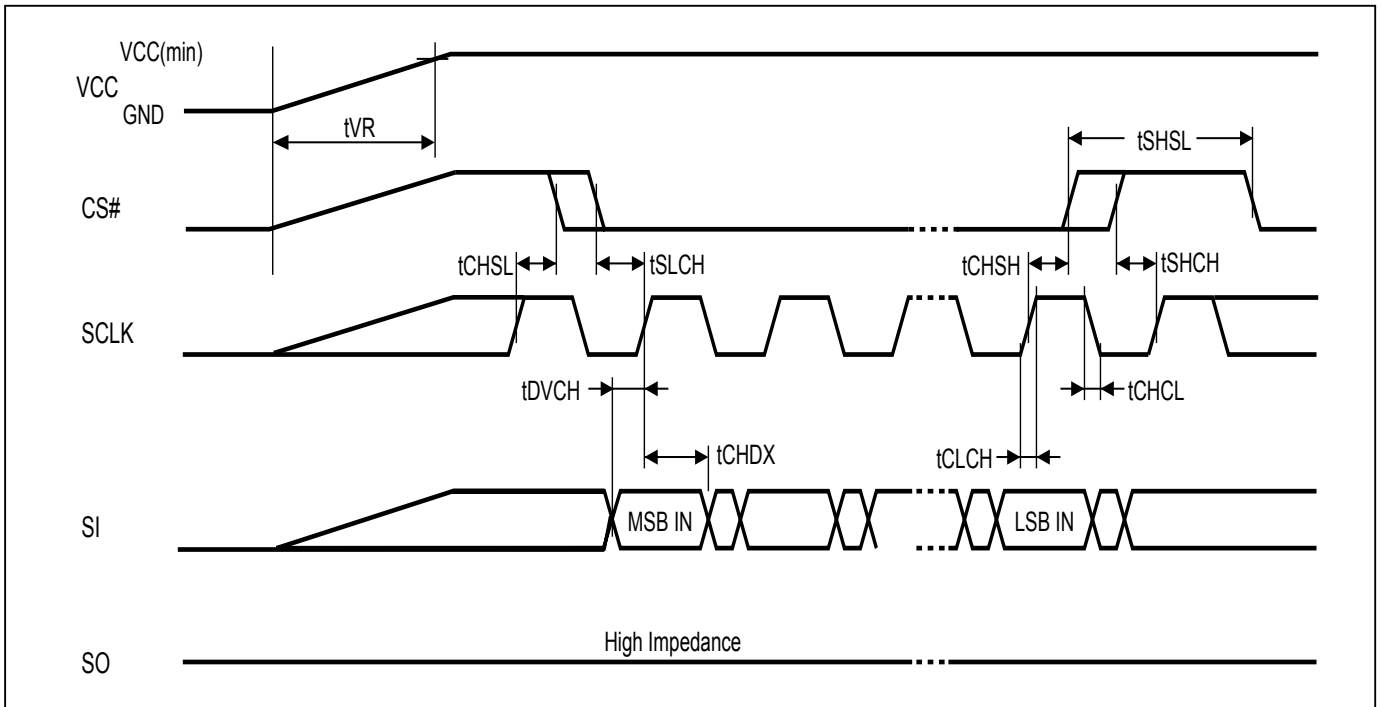 VCC(min)
VCC
GND
tVR
tSHSL
CS#
tCHSL
tSLCH
tCHSH
tSHCH
SCLK
tDVCH
tCHCL
tCHDX
tCLCH
SI
MSB IN
LSB IN
High Impedance
SO